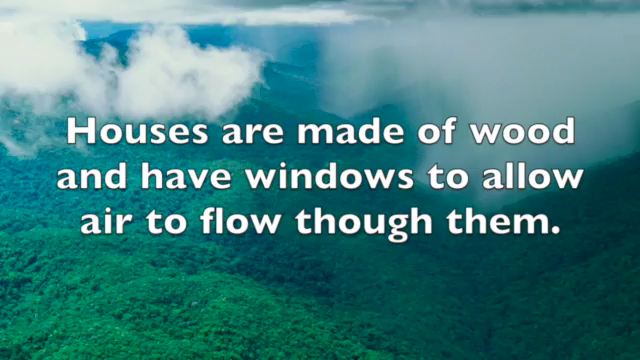 Houses are made of wood
and have windows to allow
air to flow though them.